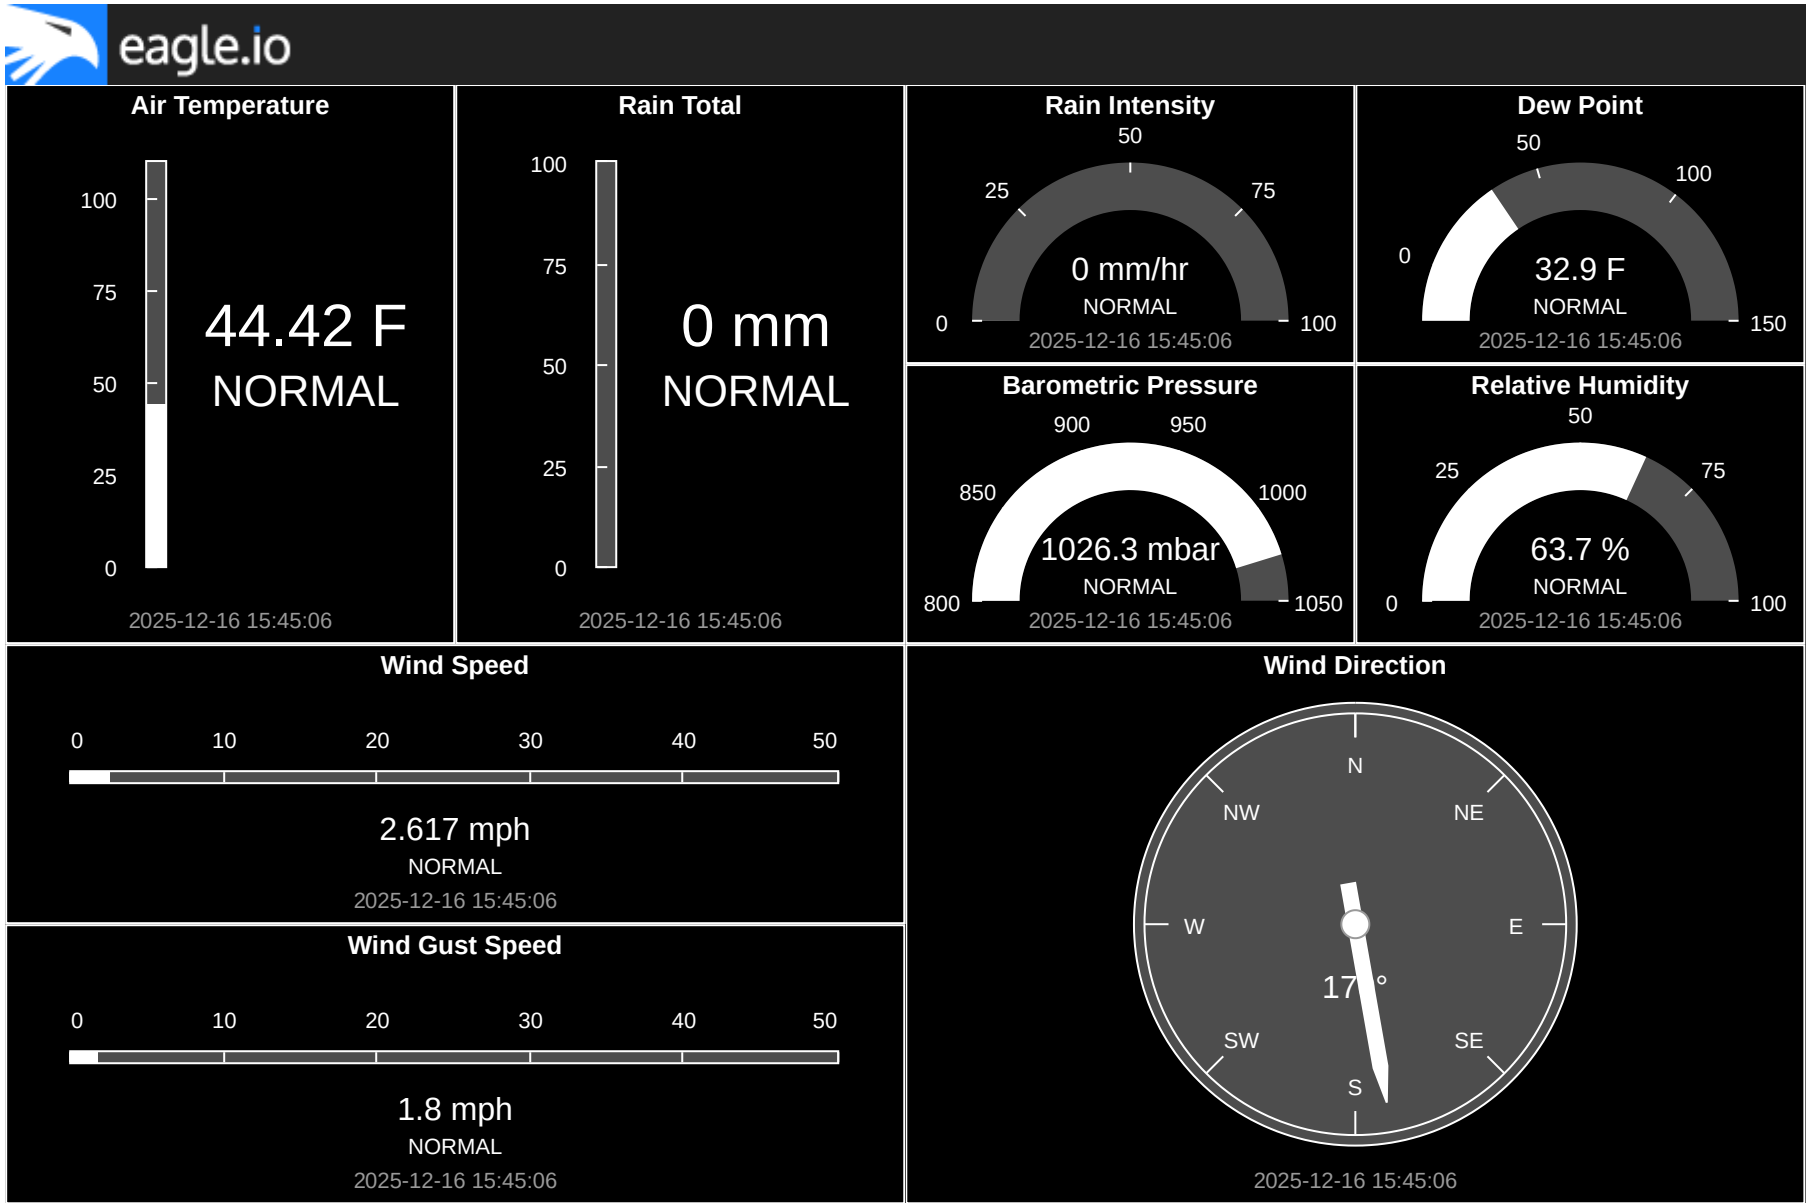 eagle.io
Air Temperature
100
75
50
25
0
44.42 F
NORMAL
2025-12-16 15:45:06
Rain Total
100
75
50
25
0
0 mm
NORMAL
2025-12-16 15:45:06
Rain Intensity
50
25
75
0
100
0 mm/hr
NORMAL
2025-12-16 15:45:06
Dew Point
50
100
0
150
32.9 F
NORMAL
2025-12-16 15:45:06
Barometric Pressure
900 950
850 1000
800 1050
1026.3 mbar
NORMAL
2025-12-16 15:45:06
Relative Humidity
50
25 75
0 100
63.7 %
NORMAL
2025-12-16 15:45:06
Wind Speed
0 10 20 30 40 50
2.617 mph
NORMAL
2025-12-16 15:45:06
Wind Gust Speed
0 10 20 30 40 50
1.8 mph
NORMAL
2025-12-16 15:45:06
Wind Direction
N
NW NE
W E
SW SE
S
2025-12-16 15:45:06